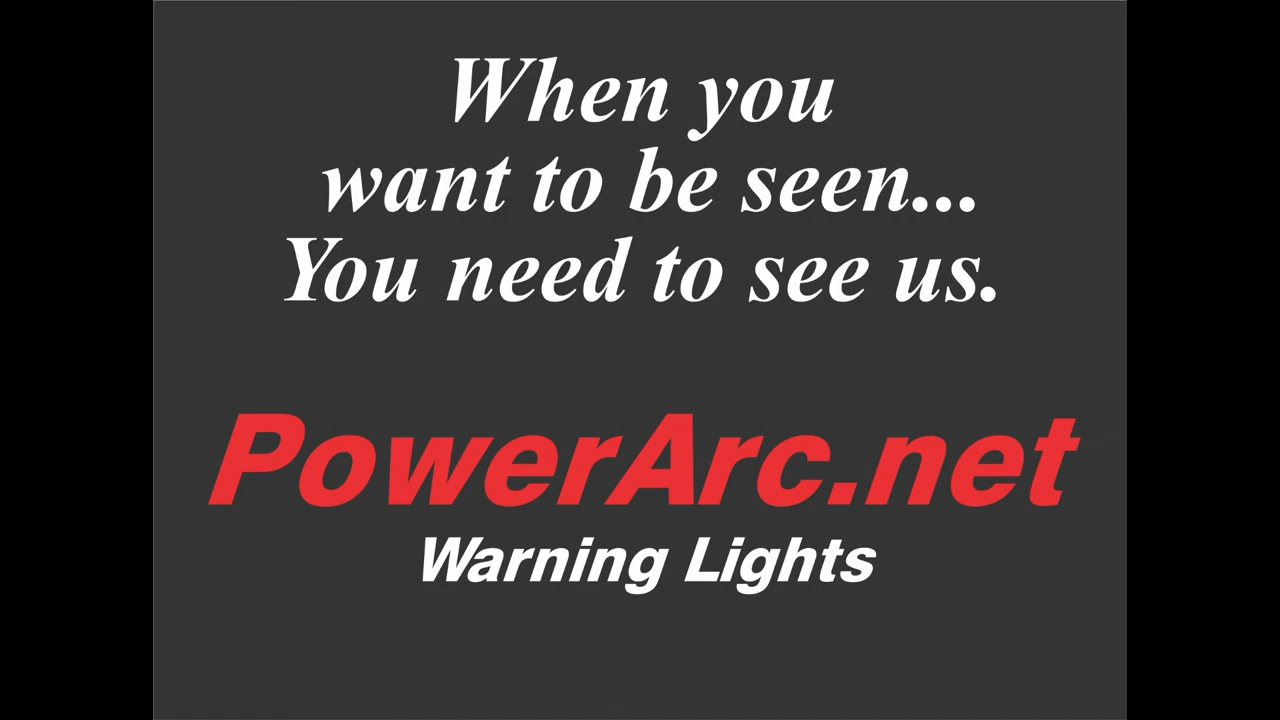 When you
want to be seen...
You need to see us.
PowerArc.net
Warning Lights